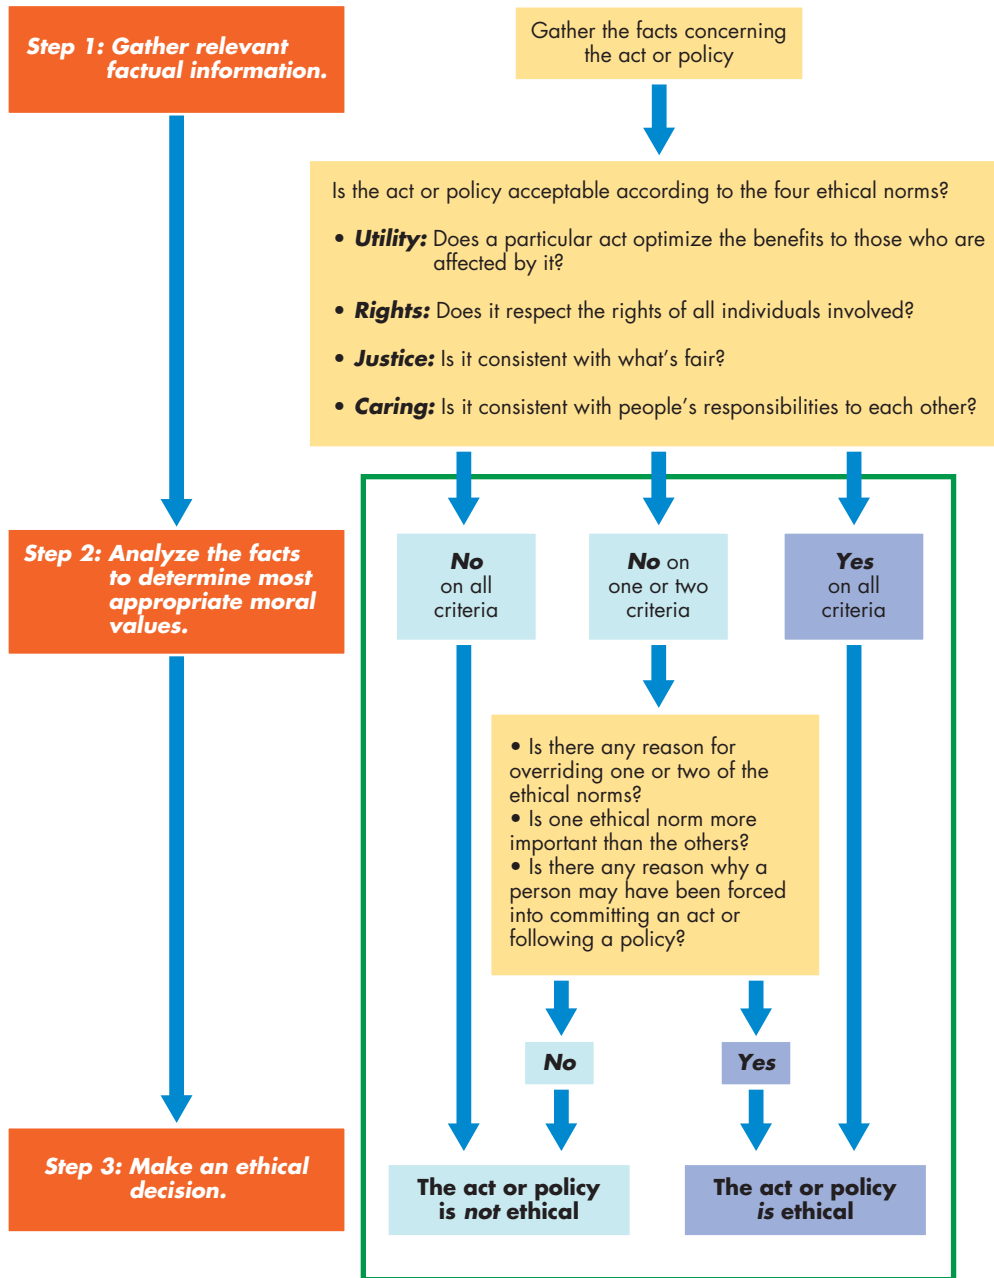 Step 1: Gather relevant
factual information.
Gather the facts concerning
the act or policy
Is the act or policy acceptable according to the four ethical norms?
• Utility: Does a particular act optimize the benefits to those who are
affected by it?
• Rights: Does it respect the rights of all individuals involved?
• Justice: Is it consistent with what’s fair?
• Caring: Is it consistent with people’s responsibilities to each other?
Step 2: Analyze the facts
to determine most
appropriate moral
values.
No
on all
criteria
No on
one or two
criteria
Yes
on all
criteria
• Is there any reason for
overriding one or two of the
ethical norms?
• Is one ethical norm more
important than the others?
• Is there any reason why a
person may have been forced
into committing an act or
following a policy?
No
Yes
Step 3: Make an ethical
decision.
The act or policy
is not ethical
The act or policy
is ethical